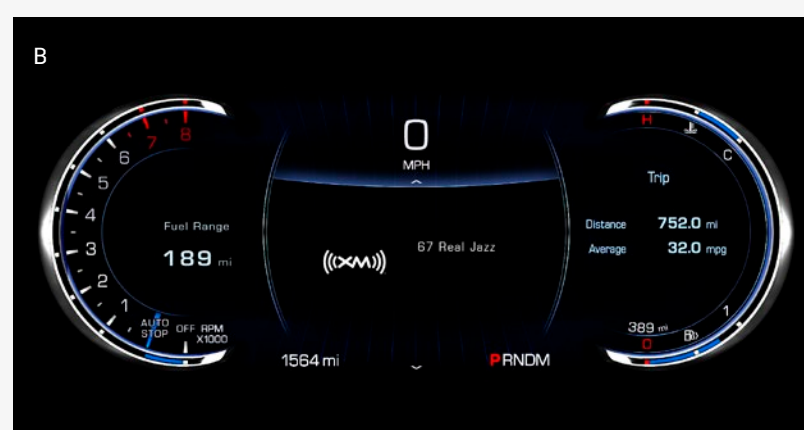 B
8
7
6
5
4
3
2
1
AUTO
STOP
OFF RPM
X1000
Fuel Range
189 mi
0
MPH
((XM))
67 Real Jazz
1564 mi
PRNDM
H
C
Trip
Distance 752.0 mi
Average 32.0 mpg
1
389 mi
0